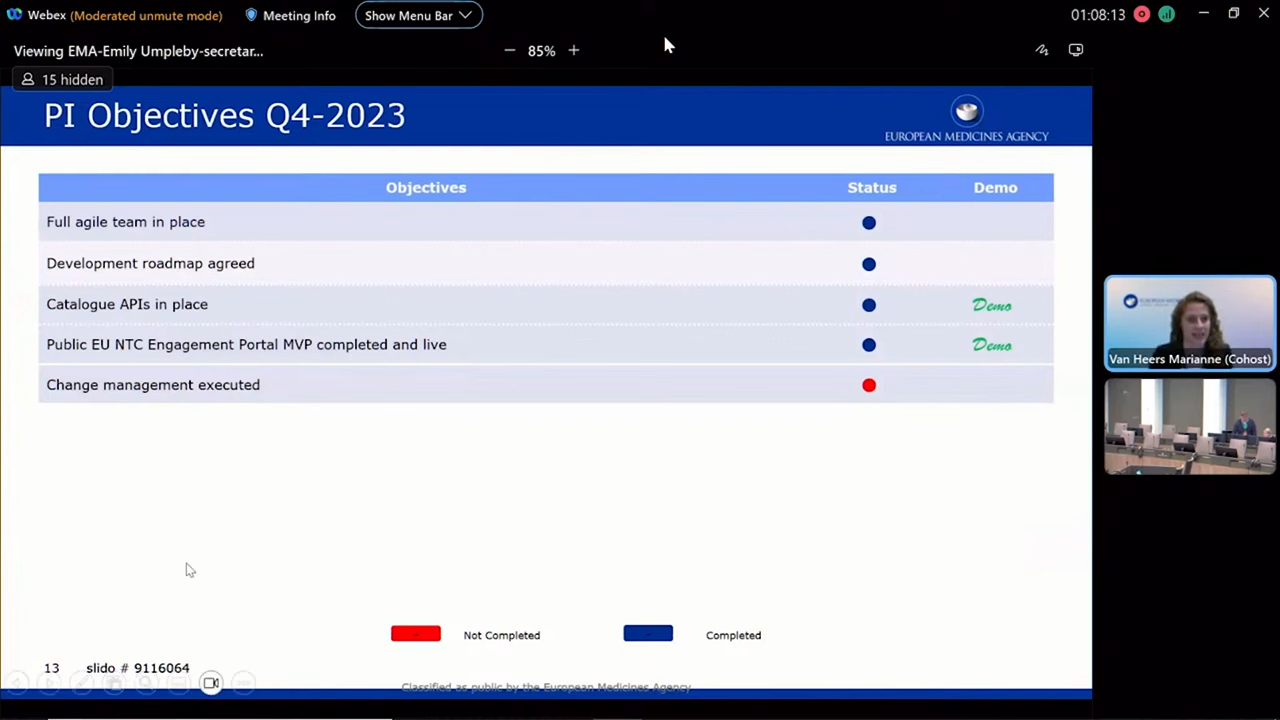 Webex (Moderated unmute mode) Meeting Info Show Menu Bar 01:08:13
Viewing EMA-Emily Umpleby-secretar... 85%
15 hidden
PI Objectives Q4-2023
EUROPEAN MEDICINES AGENCY
Objectives Status Demo
Full agile team in place
Development roadmap agreed
Catalogue APIs in place Demo
Public EU NTC Engagement Portal MVP completed and live Demo
Change management executed
Van Heers Marianne (Cohost)
Not Completed Completed
13 slido # 9116064
Classified as public by the European Medicines Agency